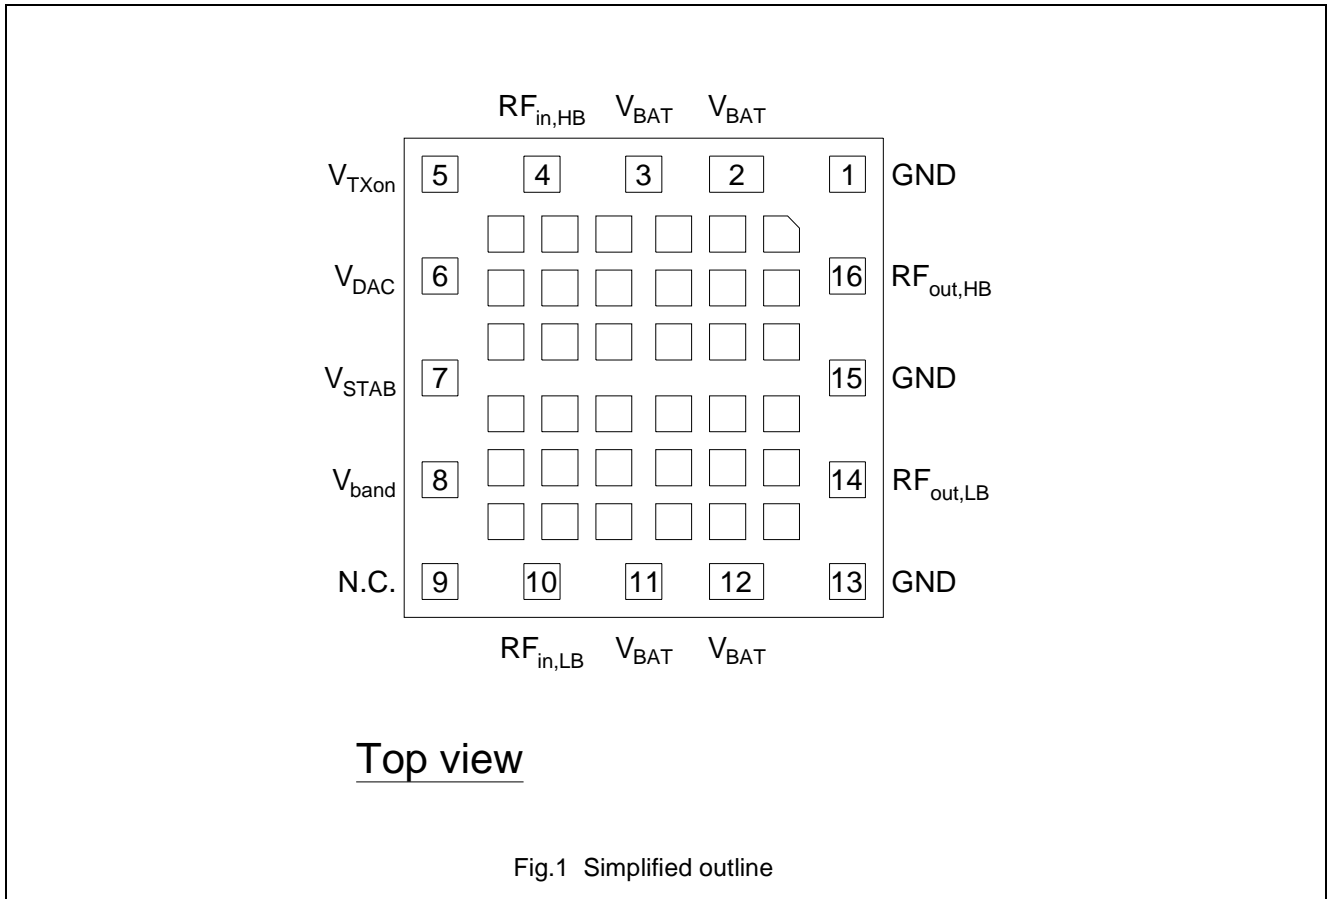 RFin,HB VBAT VBAT
VTXon 5 4 3 2 1 GND
VDAC 6 16 RFout,HB
VSTAB 7 15 GND
Vband 8 14 RFout,LB
N.C. 9 10 11 12 13 GND
RFin,LB VBAT VBAT
Top view
Fig.1 Simplified outline